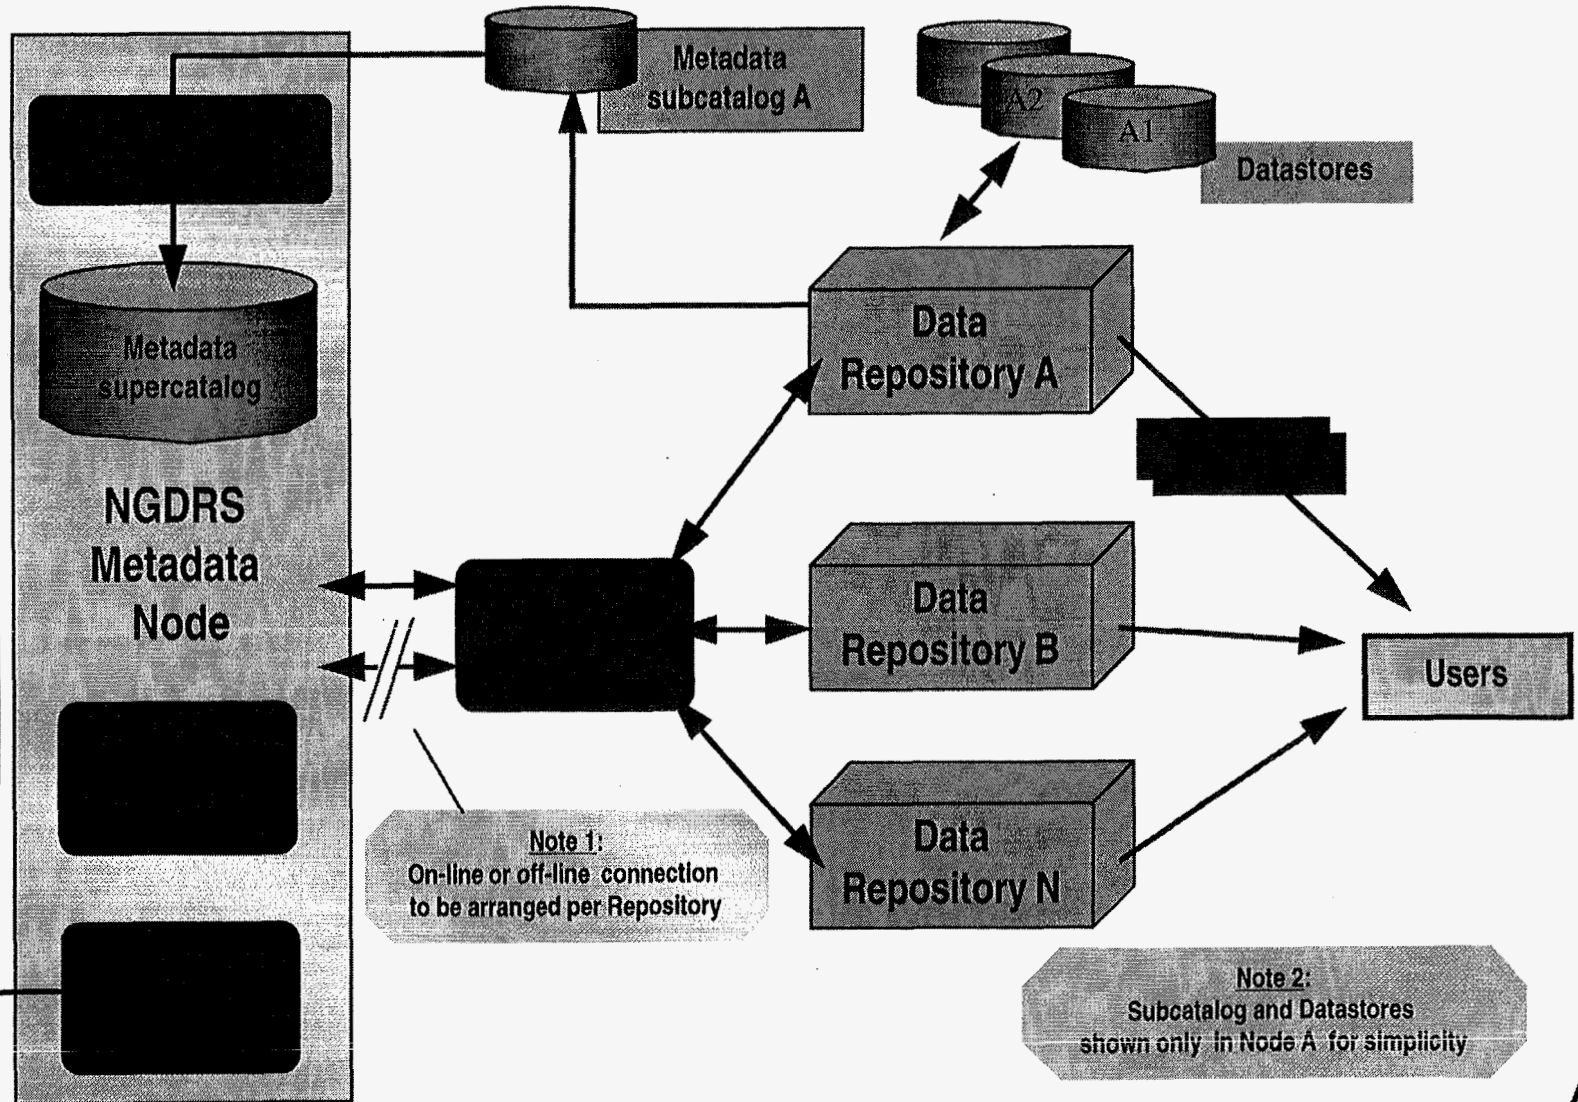 Metadata
subcatalog A
A2
A1
Datastores
Metadata
supercatalog
Data
Repository A
NGDRS
Metadata
Node
Data
Repository B
Users
Note 1:
On-line or off-line connection
to be arranged per Repository
Data
Repository N
Note 2:
Subcatalog and Datastores
shown only in Node A for simplicity